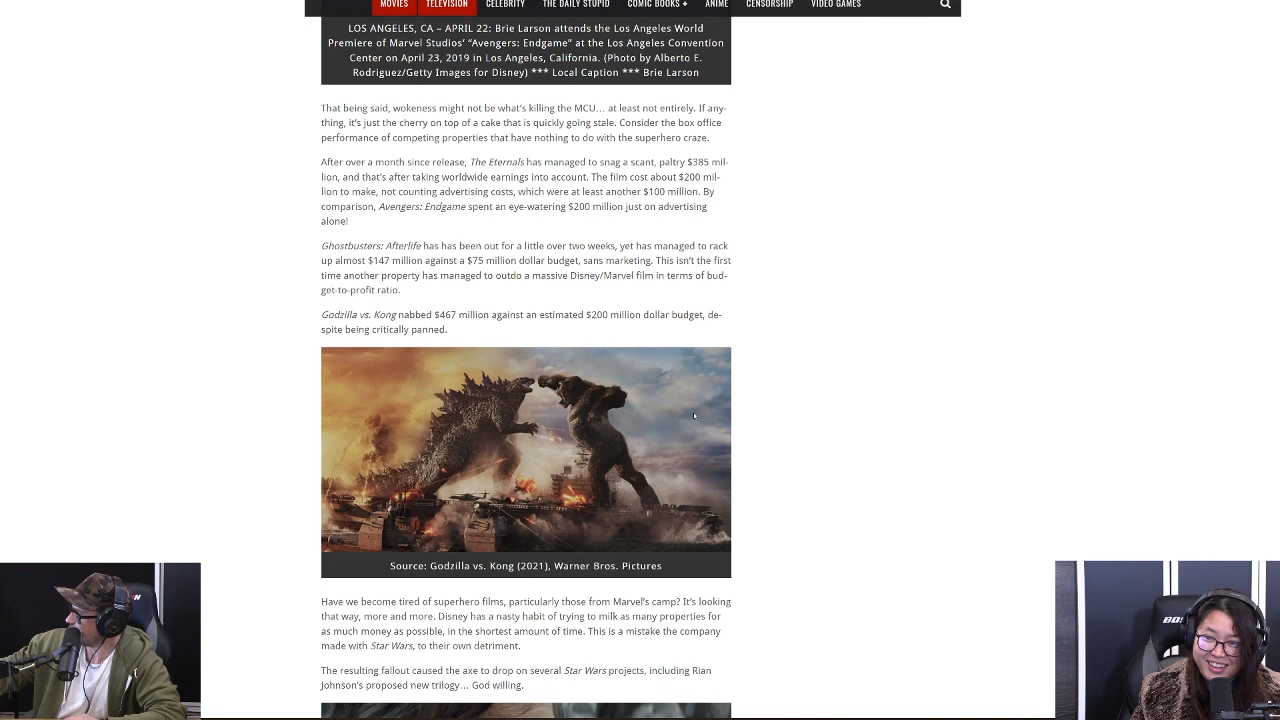 MOVIES TELEVISION CELEBRITY THE DAILY STUPID COMIC BOOKS + ANIME CENSORSHIP VIDEO GAMES
LOS ANGELES, CA – APRIL 22: Brie Larson attends the Los Angeles World
Premiere of Marvel Studios' “Avengers: Endgame” at the Los Angeles Convention
Center on April 23, 2019 in Los Angeles, California. (Photo by Alberto E.
Rodriguez/Getty Images for Disney) *** Local Caption *** Brie Larson
That being said, wokeness might not be what's killing the MCU… at least not entirely. If any-
thing, it's just the cherry on top of a cake that is quickly going stale. Consider the box office
performance of competing properties that have nothing to do with the superhero craze.
After over a month since release, The Eternals has managed to snag a scant, paltry $385 mil-
lion, and that's after taking worldwide earnings into account. The film cost about $200 mil-
lion to make, not counting advertising costs, which were at least another $100 million. By
comparison, Avengers: Endgame spent an eye-watering $200 million just on advertising
alone!
Ghostbusters: Afterlife has has been out for a little over two weeks, yet has managed to rack
up almost $147 million against a $75 million dollar budget, sans marketing. This isn't the first
time another property has managed to outdo a massive Disney/Marvel film in terms of bud-
get-to-profit ratio.
Godzilla vs. Kong nabbed $467 million against an estimated $200 million dollar budget, de-
spite being critically panned.
Source: Godzilla vs. Kong (2021), Warner Bros. Pictures
Have we become tired of superhero films, particularly those from Marvel's camp? It's looking
that way, more and more. Disney has a nasty habit of trying to milk as many properties for
as much money as possible, in the shortest amount of time. This is a mistake the company
made with Star Wars, to their own detriment.
The resulting fallout caused the axe to drop on several Star Wars projects, including Rian
Johnson's proposed new trilogy… God willing.